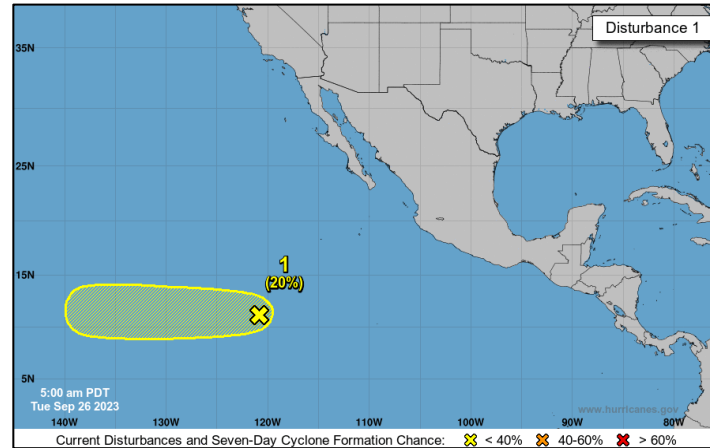 Disturbance 1
35N
25N
15N
5N
1
(20%)
5:00 am PDT
Tue Sep 26 2023
www.hurricanes.gov
140W 130W 120W 110W 100W 90W 80W
Current Disturbances and Seven-Day Cyclone Formation Chance: < 40% 40-60% > 60%